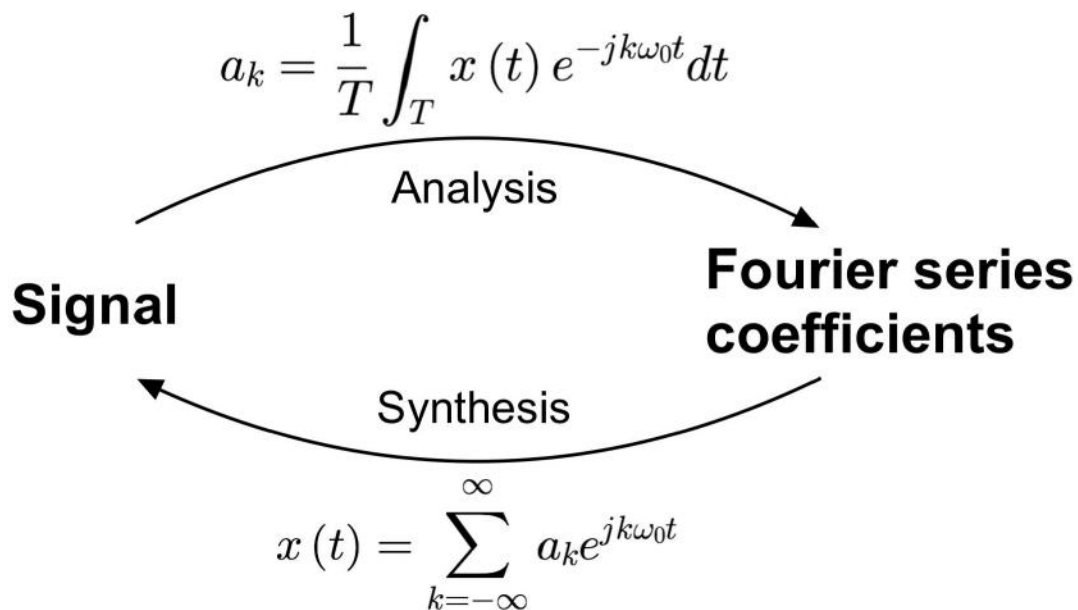 a_k = \frac{1}{T} \int_T x(t) e^{-jk\omega_0 t} dt
Analysis
Signal
Fourier series
coefficients
Synthesis
x(t) = \sum_{k=-\infty}^{\infty} a_k e^{jk\omega_0 t}